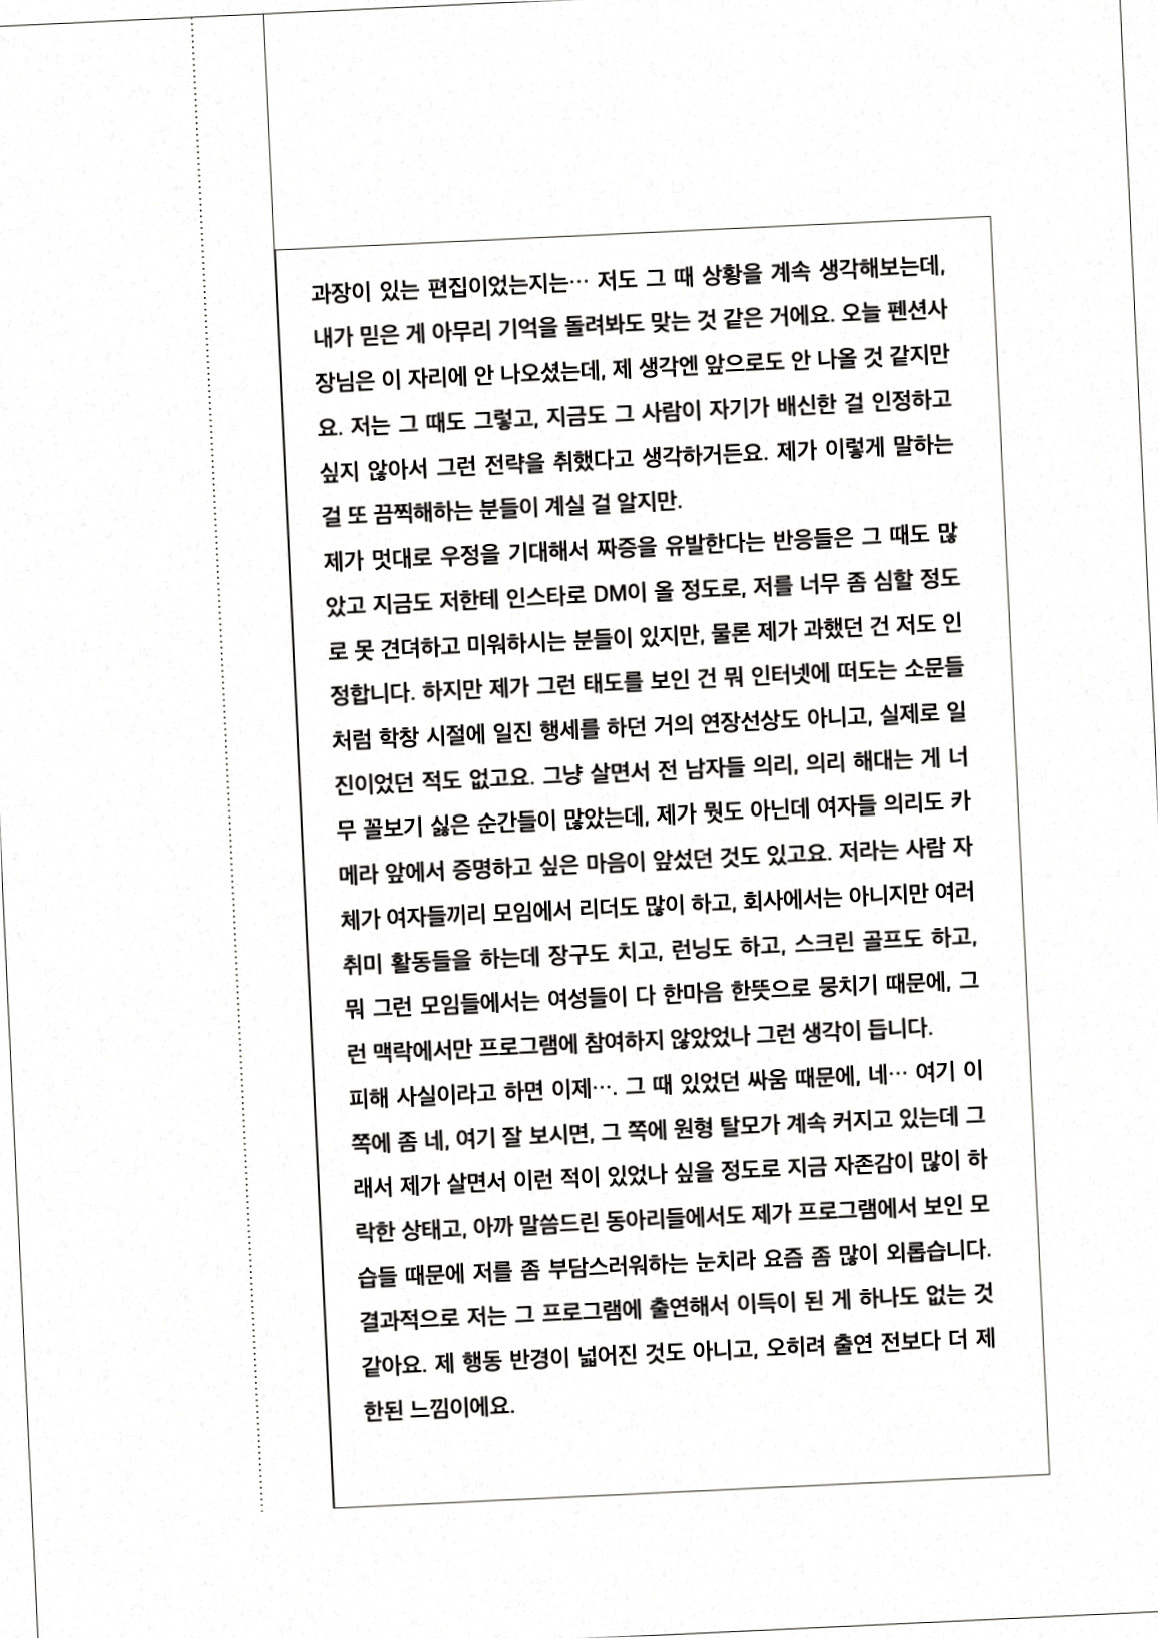 과장이 있는 편집이었는지는… 저도 그 때 상황을 계속 생각해보는데,
내가 믿은 게 아무리 기억을 돌려봐도 맞는 것 같은 거에요. 오늘 펜션사
장님은 이 자리에 안 나오셨는데, 제 생각엔 앞으로도 안 나올 것 같지만
요. 저는 그 때도 그렇고, 지금도 그 사람이 자기가 배신한 걸 인정하고
싶지 않아서 그런 전략을 취했다고 생각하거든요. 제가 이렇게 말하는
걸 또 끔찍해하는 분들이 계실 걸 알지만.
제가 멋대로 우정을 기대해서 짜증을 유발한다는 반응들은 그 때도 많
았고 지금도 저한테 인스타로 DM이 올 정도로, 저를 너무 좀 심할 정도
로 못 견뎌하고 미워하시는 분들이 있지만, 물론 제가 과했던 건 저도 인
정합니다. 하지만 제가 그런 태도를 보인 건 뭐 인터넷에 떠도는 소문들
처럼 학창 시절에 일진 행세를 하던 거의 연장선상도 아니고, 실제로 일
진이었던 적도 없고요. 그냥 살면서 전 남자들 의리, 의리 해대는 게 너
무 꼴보기 싫은 순간들이 많았는데, 제가 뭣도 아닌데 여자들 의리도 카
메라 앞에서 증명하고 싶은 마음이 앞섰던 것도 있고요. 저라는 사람 자
체가 여자들끼리 모임에서 리더도 많이 하고, 회사에서는 아니지만 여러
취미 활동들을 하는데 장구도 치고, 런닝도 하고, 스크린 골프도 하고,
뭐 그런 모임들에서는 여성들이 다 한마음 한뜻으로 뭉치기 때문에, 그
런 맥락에서만 프로그램에 참여하지 않았었나 그런 생각이 듭니다.
피해 사실이라고 하면 이제…. 그 때 있었던 싸움 때문에, 네… 여기 이
쪽에 좀 네, 여기 잘 보시면, 그 쪽에 원형 탈모가 계속 커지고 있는데 그
래서 제가 살면서 이런 적이 있었나 싶을 정도로 지금 자존감이 많이 하
락한 상태고, 아까 말씀드린 동아리들에서도 제가 프로그램에서 보인 모
습들 때문에 저를 좀 부담스러워하는 눈치라 요즘 좀 많이 외롭습니다.
결과적으로 저는 그 프로그램에 출연해서 이득이 된 게 하나도 없는 것
같아요. 제 행동 반경이 넓어진 것도 아니고, 오히려 출연 전보다 더 제
한된 느낌이에요.